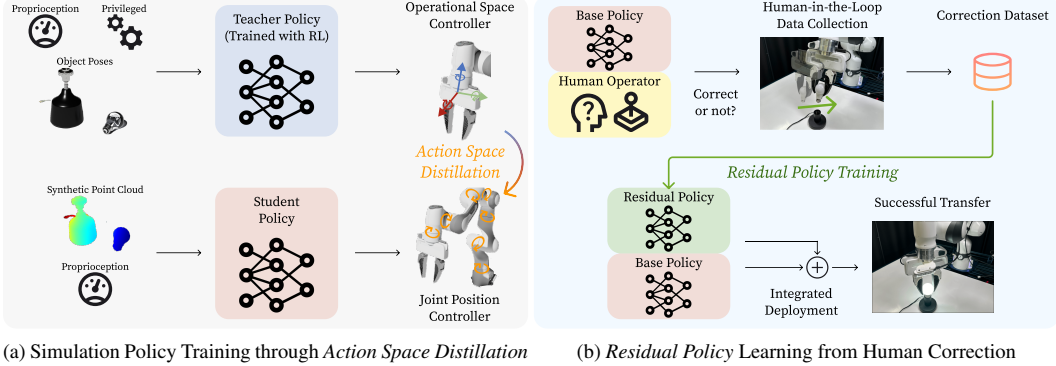 Proprioception
Privileged
Object Poses
Teacher Policy
(Trained with RL)
Operational Space
Controller
Action Space
Distillation
Synthetic Point Cloud
Proprioception
Student
Policy
Joint Position
Controller
(a) Simulation Policy Training through Action Space Distillation
Base Policy
Human Operator
Correct
or not?
Human-in-the-Loop
Data Collection
Correction Dataset
Residual Policy Training
Residual Policy
Base Policy
Integrated
Deployment
Successful Transfer
(b) Residual Policy Learning from Human Correction